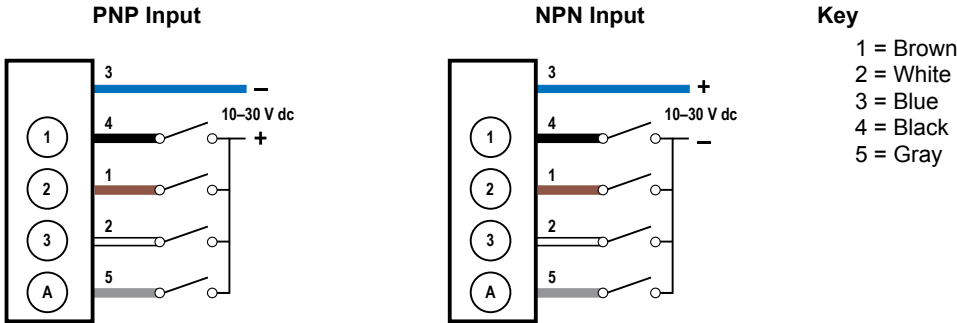 PNP Input
3
–
10–30 V dc
4
1
+
1
2
2
3
5
A
NPN Input
3
+
10–30 V dc
4
1
–
1
2
2
3
5
A
Key
1 = Brown
2 = White
3 = Blue
4 = Black
5 = Gray